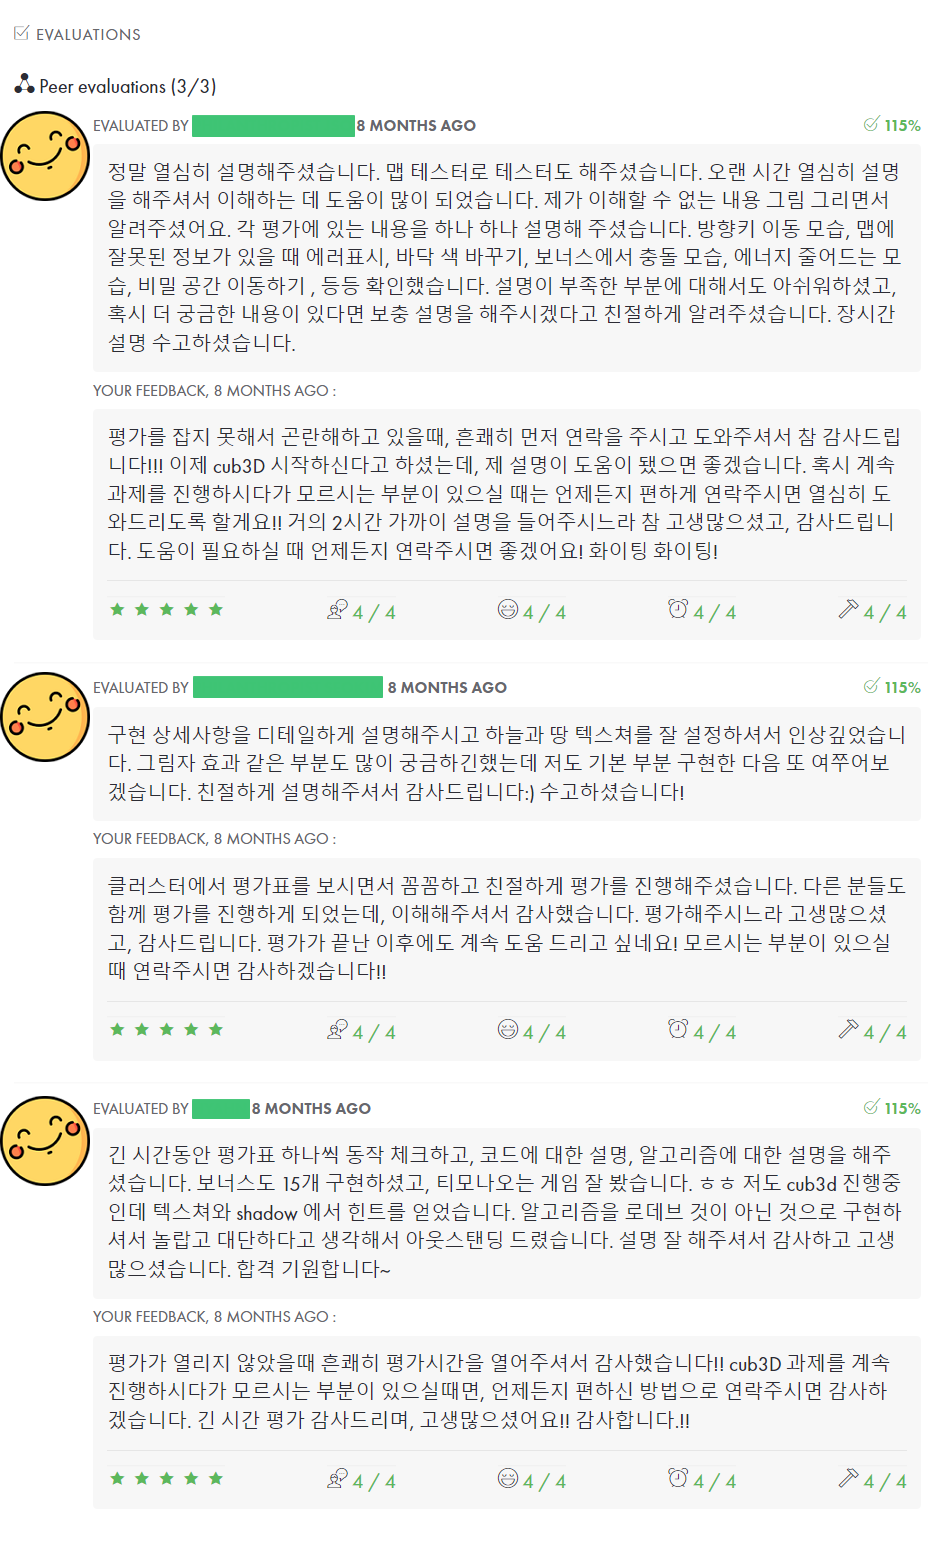 EVALUATIONS
Peer evaluations (3/3)
EVALUATED BY 8 MONTHS AGO 115%
정말 열심히 설명해주셨습니다. 맵 테스터로 테스터도 해주셨습니다. 오랜 시간 열심히 설명
을 해주셔서 이해하는 데 도움이 많이 되었습니다. 제가 이해할 수 없는 내용 그림 그리면서
알려주셨어요. 각 평가에 있는 내용을 하나 하나 설명해 주셨습니다. 방향키 이동 모습, 맵에
잘못된 정보가 있을 때 에러표시, 바닥 색 바꾸기, 보너스에서 충돌 모습, 에너지 줄어드는 모
습, 비밀 공간 이동하기 , 등등 확인했습니다. 설명이 부족한 부분에 대해서도 아쉬워하셨고,
혹시 더 궁금한 내용이 있다면 보충 설명을 해주시겠다고 친절하게 알려주셨습니다. 장시간
설명 수고하셨습니다.
YOUR FEEDBACK, 8 MONTHS AGO :
평가를 잡지 못해서 곤란해하고 있을때, 흔쾌히 먼저 연락을 주시고 도와주셔서 참 감사드립
니다!!! 이제 cub3D 시작하신다고 하셨는데, 제 설명이 도움이 됐으면 좋겠습니다. 혹시 계속
과제를 진행하시다가 모르시는 부분이 있으실 때는 언제든지 편하게 연락주시면 열심히 도
와드리도록 할게요!! 거의 2시간 가까이 설명을 들어주시느라 참 고생많으셨고, 감사드립니
다. 도움이 필요하실 때 언제든지 연락주시면 좋겠어요! 화이팅 화이팅!
4 / 4 4 / 4 4 / 4 4 / 4
EVALUATED BY 8 MONTHS AGO 115%
구현 상세사항을 디테일하게 설명해주시고 하늘과 땅 텍스쳐를 잘 설정하셔서 인상깊었습니
다. 그림자 효과 같은 부분도 많이 궁금하긴했는데 저도 기본 부분 구현한 다음 또 여쭈어보
겠습니다. 친절하게 설명해주셔서 감사드립니다:) 수고하셨습니다!
YOUR FEEDBACK, 8 MONTHS AGO :
클러스터에서 평가표를 보시면서 꼼꼼하고 친절하게 평가를 진행해주셨습니다. 다른 분들도
함께 평가를 진행하게 되었는데, 이해해주셔서 감사했습니다. 평가해주시느라 고생많으셨
고, 감사드립니다. 평가가 끝난 이후에도 계속 도움 드리고 싶네요! 모르시는 부분이 있으실
때 연락주시면 감사하겠습니다!!
4 / 4 4 / 4 4 / 4 4 / 4
EVALUATED BY 8 MONTHS AGO 115%
긴 시간동안 평가표 하나씩 동작 체크하고, 코드에 대한 설명, 알고리즘에 대한 설명을 해주
셨습니다. 보너스도 15개 구현하셨고, 티모나오는 게임 잘 봤습니다. ㅎㅎ 저도 cub3d 진행중
인데 텍스쳐와 shadow 에서 힌트를 얻었습니다. 알고리즘을 로데브 것이 아닌 것으로 구현하
셔서 놀랍고 대단하다고 생각해서 아웃스탠딩 드렸습니다. 설명 잘 해주셔서 감사하고 고생
많으셨습니다. 합격 기원합니다~
YOUR FEEDBACK, 8 MONTHS AGO :
평가가 열리지 않았을때 흔쾌히 평가시간을 열어주셔서 감사했습니다!! cub3D 과제를 계속
진행하시다가 모르시는 부분이 있으실때면, 언제든지 편하신 방법으로 연락주시면 감사하
겠습니다. 긴 시간 평가 감사드리며, 고생많으셨어요!! 감사합니다.!!
4 / 4 4 / 4 4 / 4 4 / 4